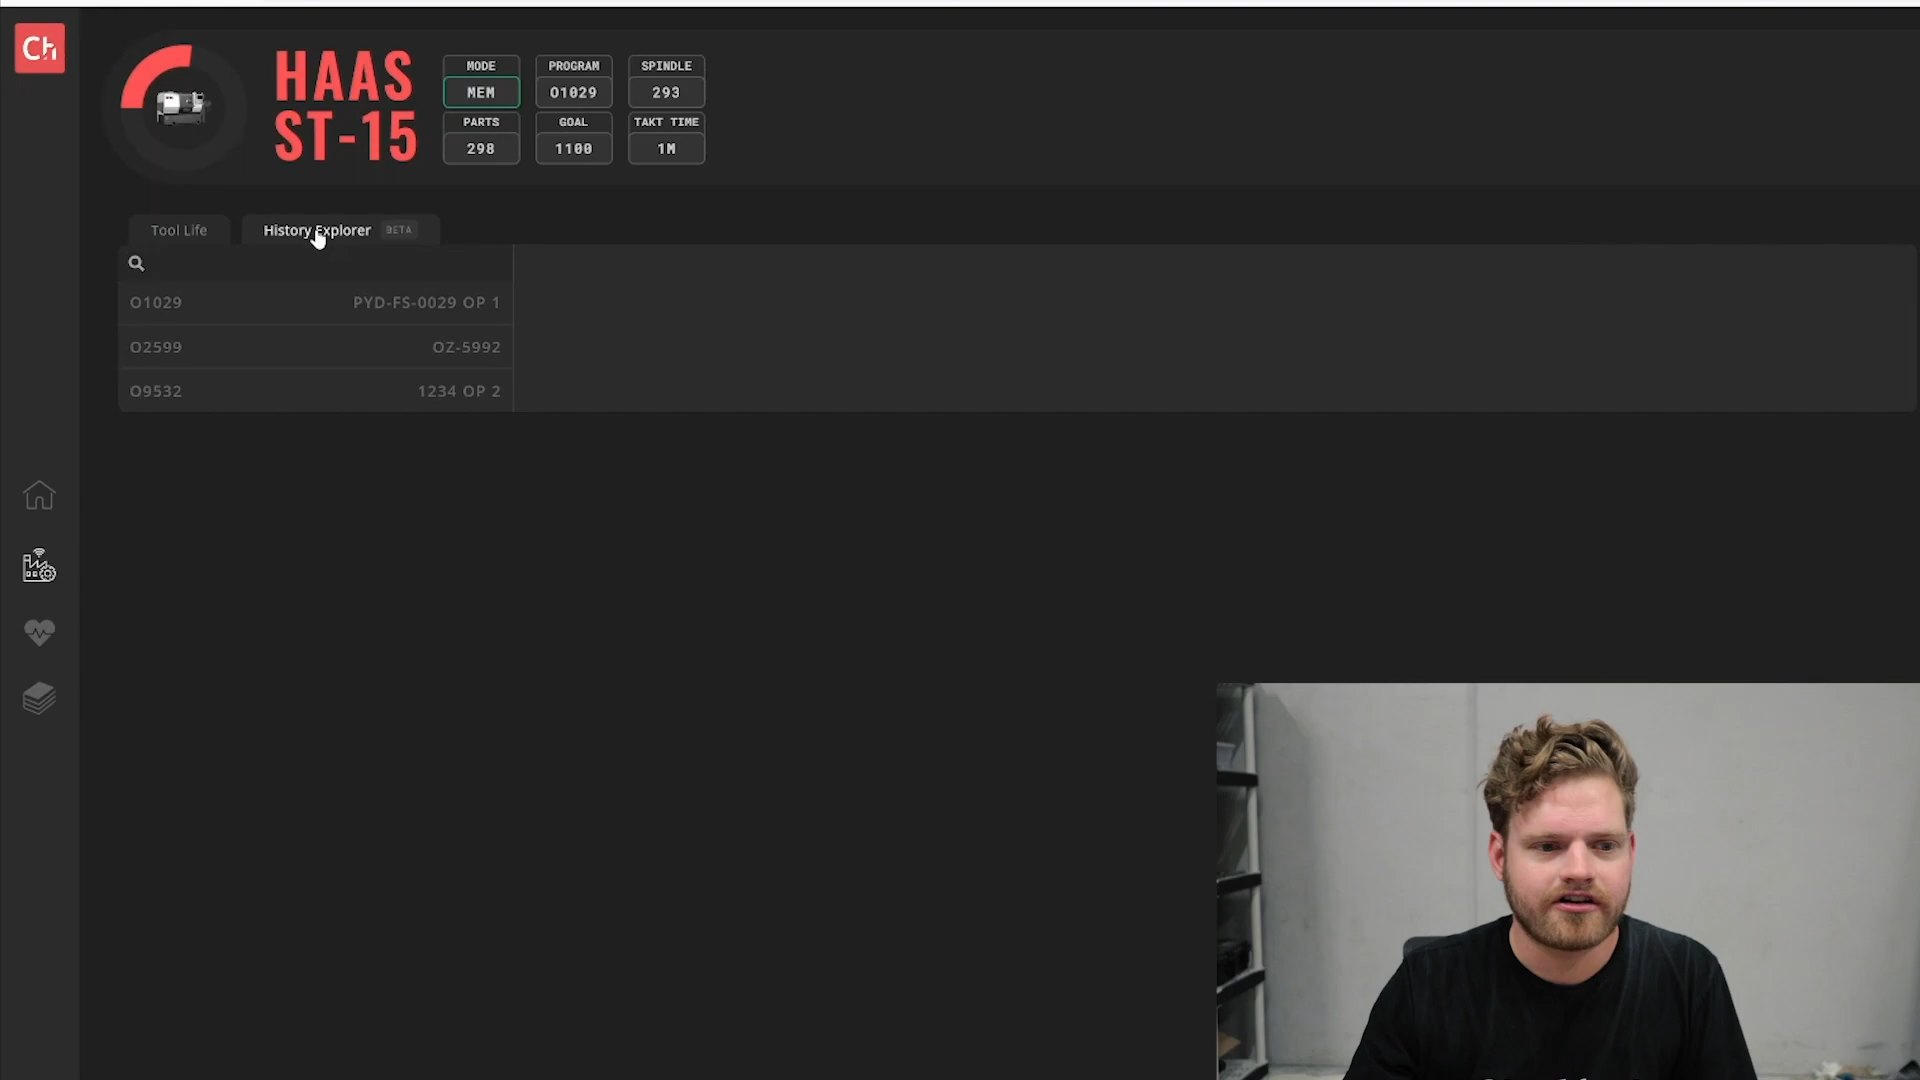 Ch
HAAS
ST-15
MODE PROGRAM SPINDLE
MEM O1029 293
PARTS GOAL TAKT TIME
298 1100 1M
Tool Life History Explorer BETA
O1029 PYD-FS-0029 OP 1
O2599 OZ-5992
O9532 1234 OP 2